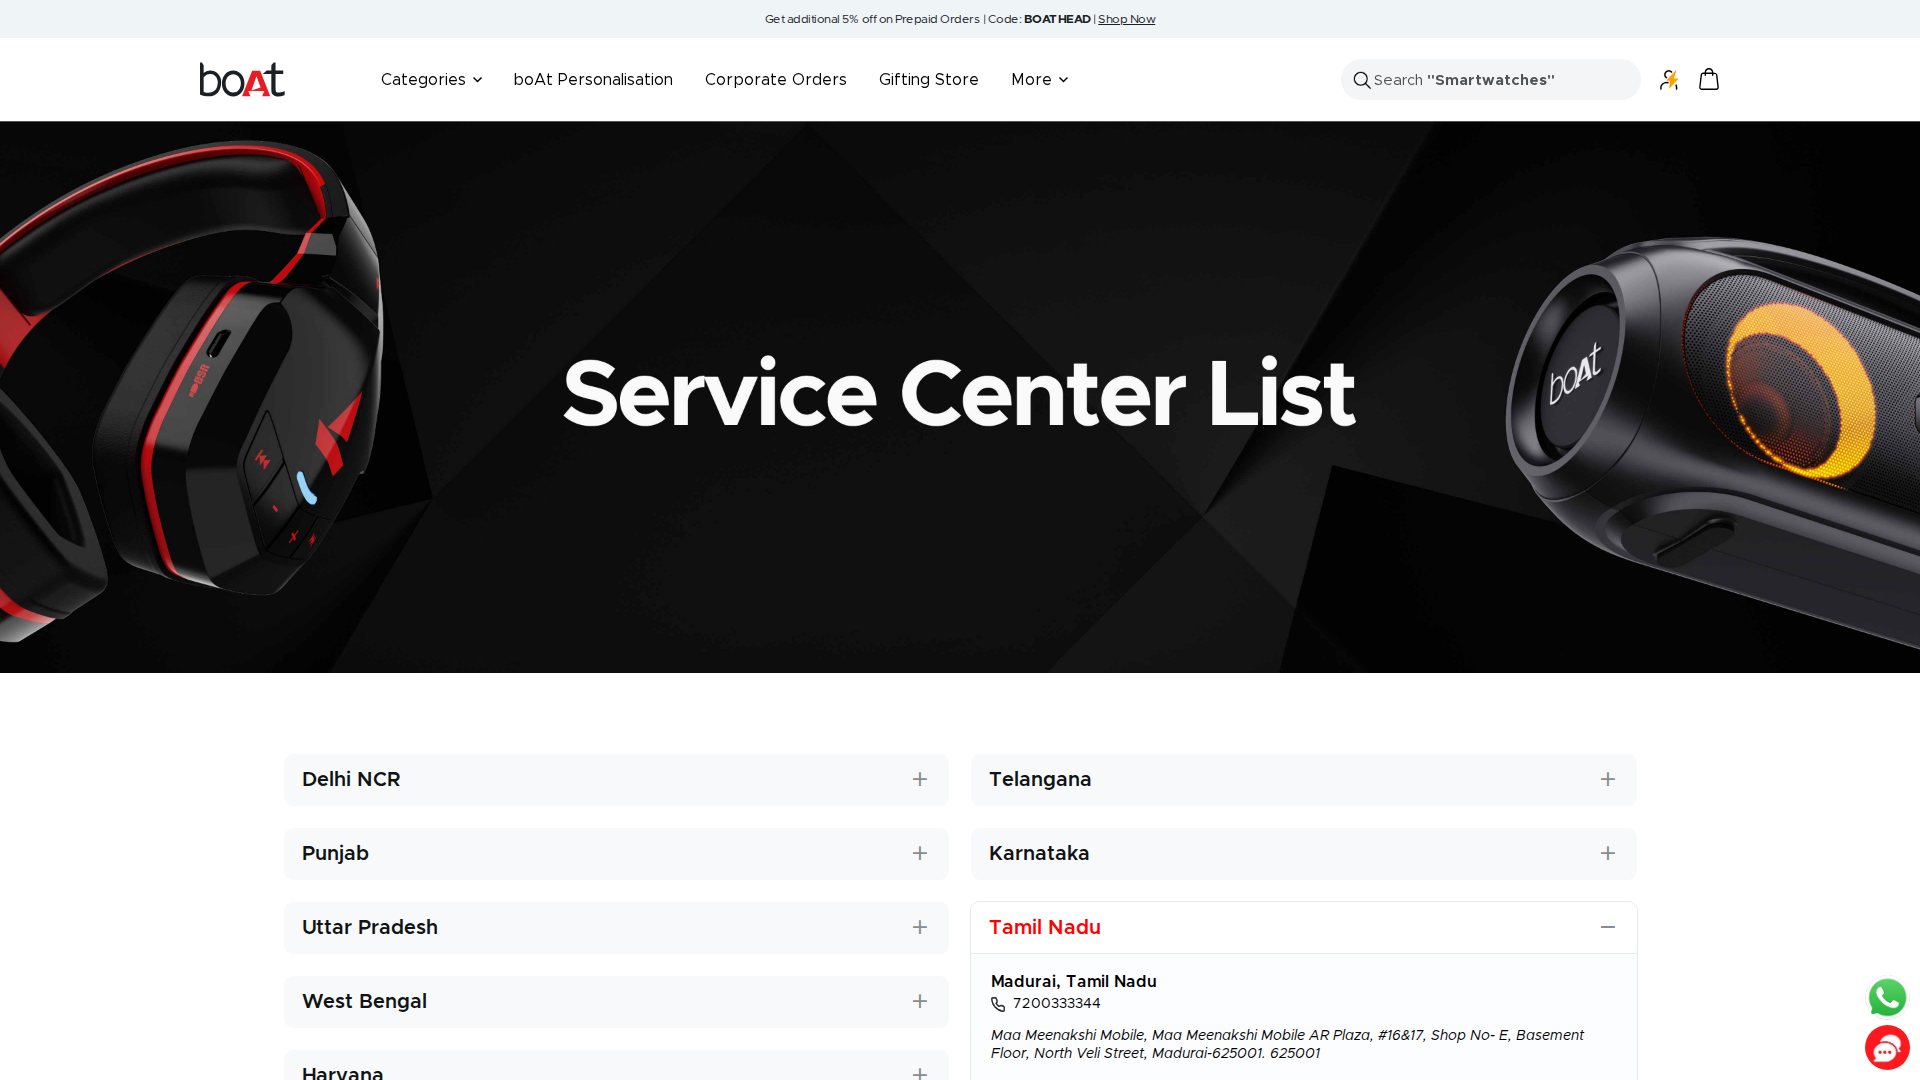 Get additional 5% off on Prepaid Orders | Code: BOATHEAD | Shop Now
boAt
Categories
boAt Personalisation
Corporate Orders
Gifting Store
More
Search "Smartwatches"
Service Center List
USB
boAt
Delhi NCR
Telangana
Punjab
Karnataka
Uttar Pradesh
Tamil Nadu
West Bengal
Madurai, Tamil Nadu
7200333344
Maa Meenakshi Mobile, Maa Meenakshi Mobile AR Plaza, #16&17, Shop No- E, Basement
Floor, North Veli Street, Madurai-625001. 625001
Haryana